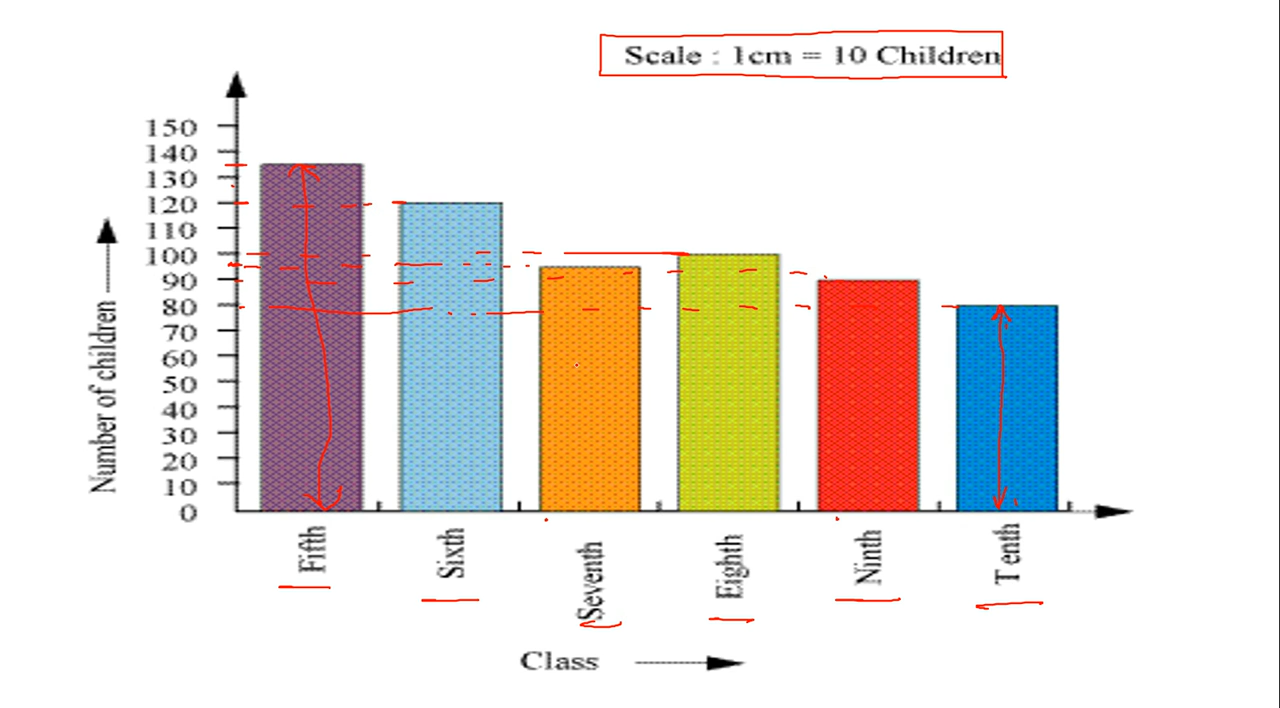 Scale : 1cm = 10 Children
150
140
130
120
110
100
90
80
70
60
50
40
30
20
10
0
Number of children
Fifth
Sixth
Seventh
Eighth
Ninth
T enth
Class